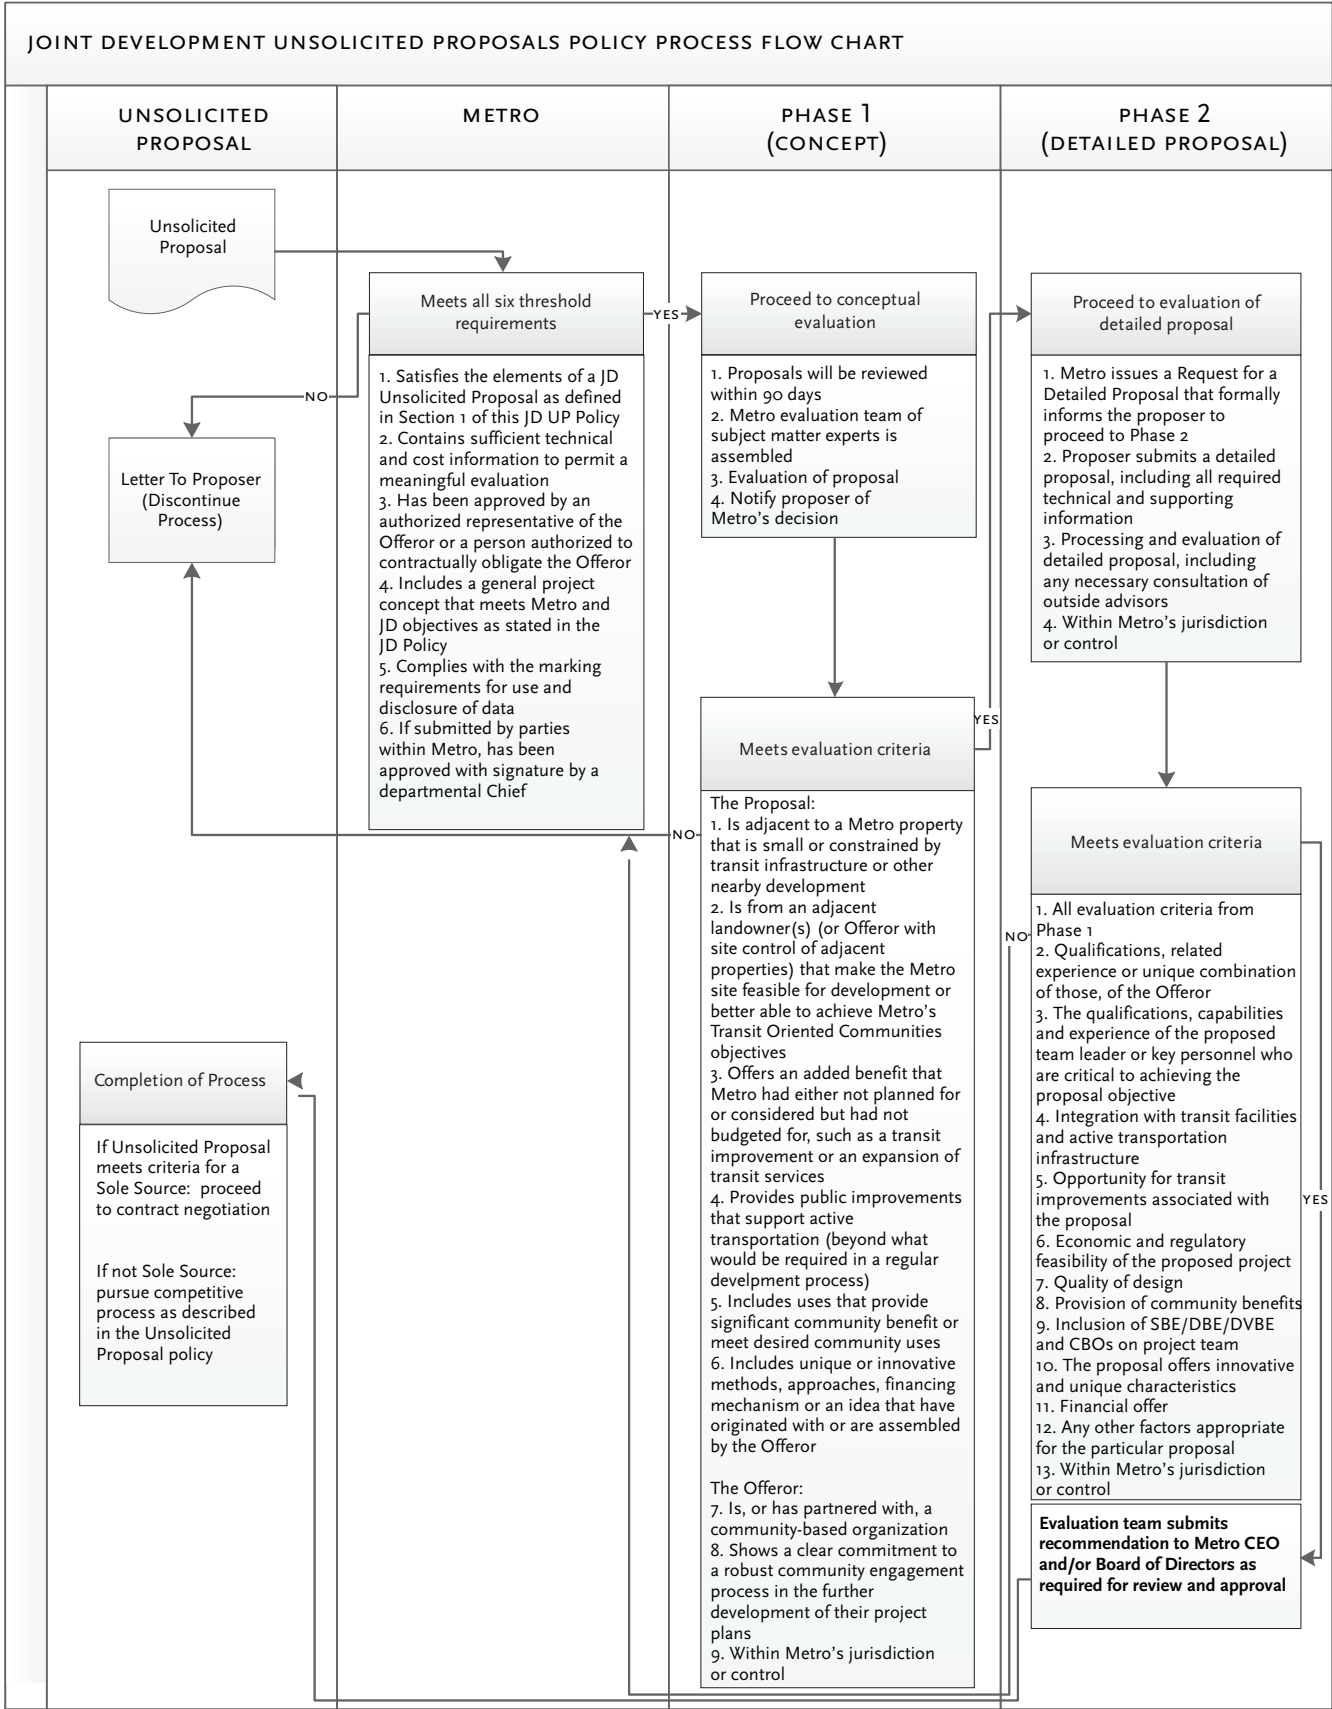 JOINT DEVELOPMENT UNSOLICITED PROPOSALS POLICY PROCESS FLOW CHART
UNSOLICITED
PROPOSAL
METRO
PHASE 1
(CONCEPT)
PHASE 2
(DETAILED PROPOSAL)
Unsolicited
Proposal
NO
Letter To Proposer
(Discontinue
Process)
Completion of Process
If Unsolicited Proposal
meets criteria for a
Sole Source:  proceed
to contract negotiation
If not Sole Source:
pursue competitive
process as described
in the Unsolicited
Proposal policy
Meets all six threshold
requirements
YES
1. Satisfies the elements of a JD
Unsolicited Proposal as defined
in Section 1 of this JD UP Policy
2. Contains sufficient technical
and cost information to permit a
meaningful evaluation
3. Has been approved by an
authorized representative of the
Offeror or a person authorized to
contractually obligate the Offeror
4. Includes a general project
concept that meets Metro and
JD objectives as stated in the
JD Policy
5. Complies with the marking
requirements for use and
disclosure of data
6. If submitted by parties
within Metro, has been
approved with signature by a
departmental Chief
Proceed to conceptual
evaluation
1. Proposals will be reviewed
within 90 days
2. Metro evaluation team of
subject matter experts is
assembled
3. Evaluation of proposal
4. Notify proposer of
Metro’s decision
YES
Meets evaluation criteria
NO
The Proposal:
1. Is adjacent to a Metro property
that is small or constrained by
transit infrastructure or other
nearby development
2. Is from an adjacent
landowner(s) (or Offeror with
site control of adjacent
properties) that make the Metro
site feasible for development or
better able to achieve Metro’s
Transit Oriented Communities
objectives
3. Offers an added benefit that
Metro had either not planned for
or considered but had not
budgeted for, such as a transit
improvement or an expansion of
transit services
4. Provides public improvements
that support active
transportation (beyond what
would be required in a regular
develpment process)
5. Includes uses that provide
significant community benefit or
meet desired community uses
6. Includes unique or innovative
methods, approaches, financing
mechanism or an idea that have
originated with or are assembled
by the Offeror
The Offeror:
7. Is, or has partnered with, a
community-based organization
8. Shows a clear commitment to
a robust community engagement
process in the further
development of their project
plans
9. Within Metro’s jurisdiction
or control
Proceed to evaluation of
detailed proposal
1. Metro issues a Request for a
Detailed Proposal that formally
informs the proposer to
proceed to Phase 2
2. Proposer submits a detailed
proposal, including all required
technical and supporting
information
3. Processing and evaluation of
detailed proposal, including
any necessary consultation of
outside advisors
4. Within Metro’s jurisdiction
or control
Meets evaluation criteria
NO
1. All evaluation criteria from
Phase 1
2. Qualifications, related
experience or unique combination
of those, of the Offeror
3. The qualifications, capabilities
and experience of the proposed
team leader or key personnel who
are critical to achieving the
proposal objective
4. Integration with transit facilities
and active transportation
infrastructure
5. Opportunity for transit
improvements associated with
the proposal
YES
6. Economic and regulatory
feasibility of the proposed project
7. Quality of design
8. Provision of community benefits
9. Inclusion of SBE/DBE/DVBE
and CBOs on project team
10. The proposal offers innovative
and unique characteristics
11. Financial offer
12. Any other factors appropriate
for the particular proposal
13. Within Metro’s jurisdiction
or control
Evaluation team submits
recommendation to Metro CEO
and/or Board of Directors as
required for review and approval